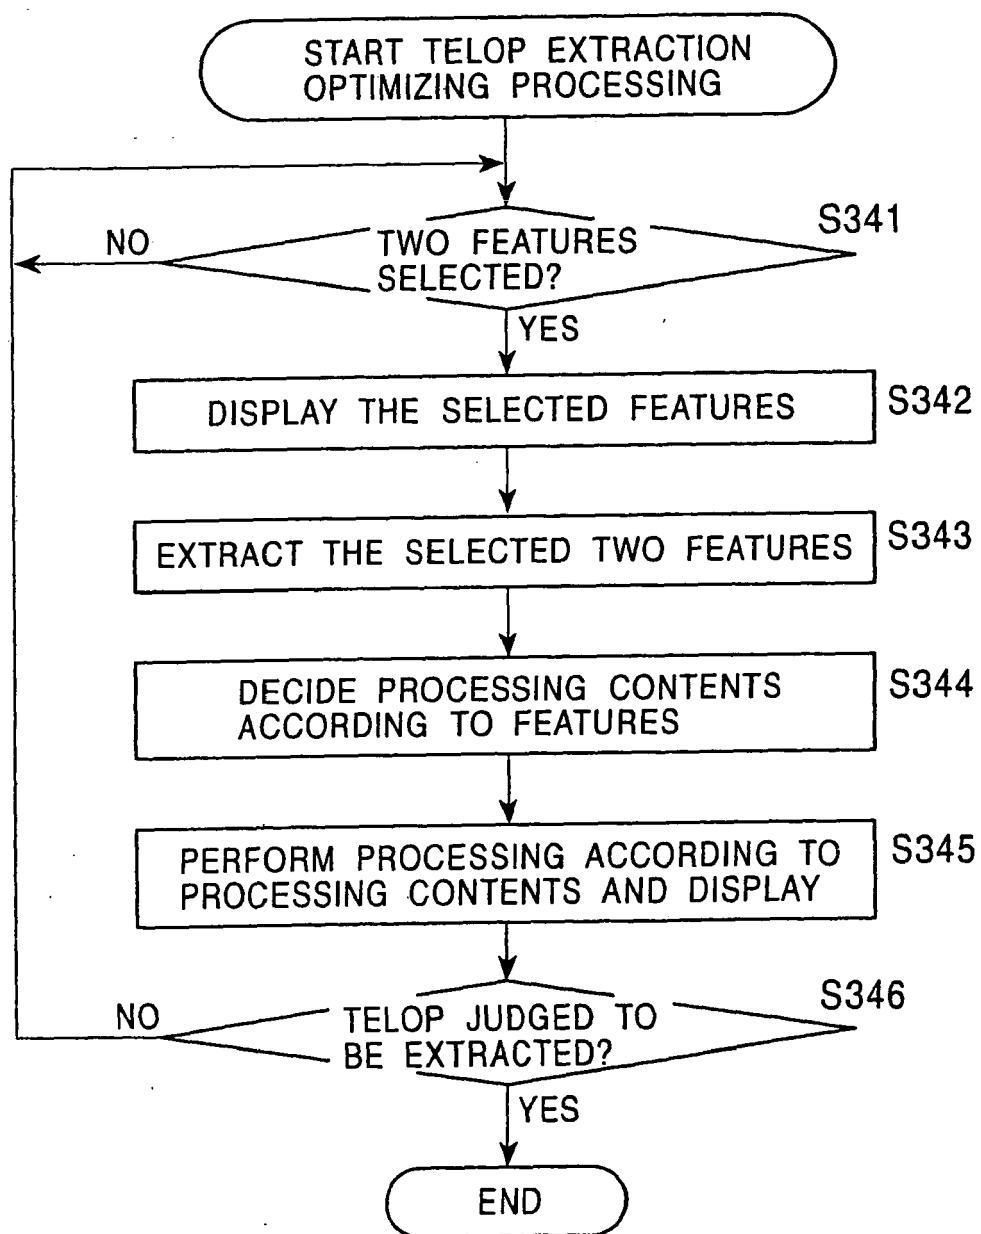 START TELOP EXTRACTION
OPTIMIZING PROCESSING
S341
NO
TWO FEATURES
SELECTED?
YES
DISPLAY THE SELECTED FEATURES
S342
EXTRACT THE SELECTED TWO FEATURES
S343
DECIDE PROCESSING CONTENTS
ACCORDING TO FEATURES
S344
PERFORM PROCESSING ACCORDING TO
PROCESSING CONTENTS AND DISPLAY
S345
S346
NO
TELOP JUDGED TO
BE EXTRACTED?
YES
END